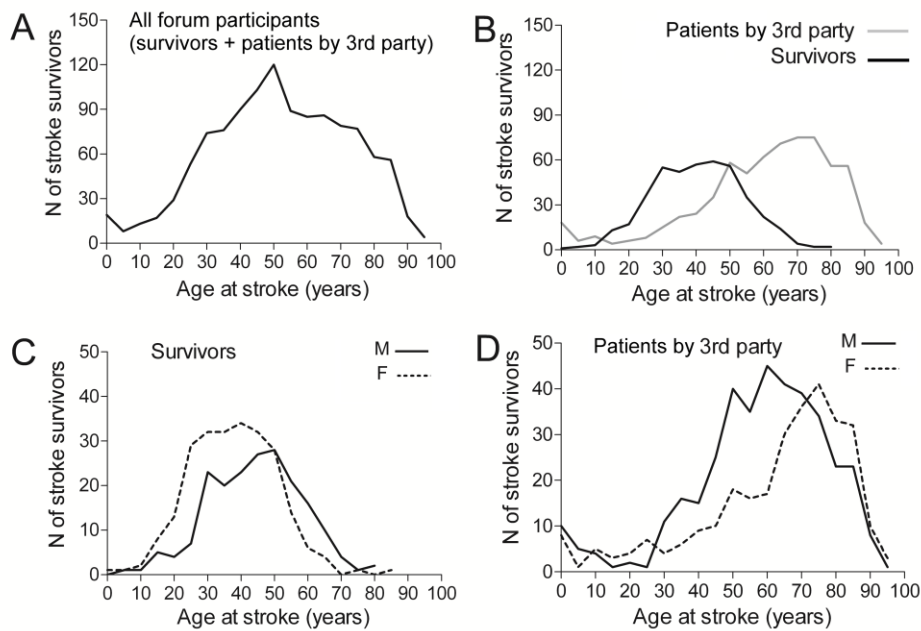 A
All forum participants
(survivors + patients by 3rd party)
N of stroke survivors
150
120
90
60
30
0
0 10 20 30 40 50 60 70 80 90 100
Age at stroke (years)
B
Patients by 3rd party
Survivors
N of stroke survivors
150
120
90
60
30
0
0 10 20 30 40 50 60 70 80 90 100
Age at stroke (years)
C
Survivors
M
F
N of stroke survivors
50
40
30
20
10
0
0 10 20 30 40 50 60 70 80 90 100
Age at stroke (years)
D
Patients by 3rd party
M
F
N of stroke survivors
50
40
30
20
10
0
0 10 20 30 40 50 60 70 80 90 100
Age at stroke (years)